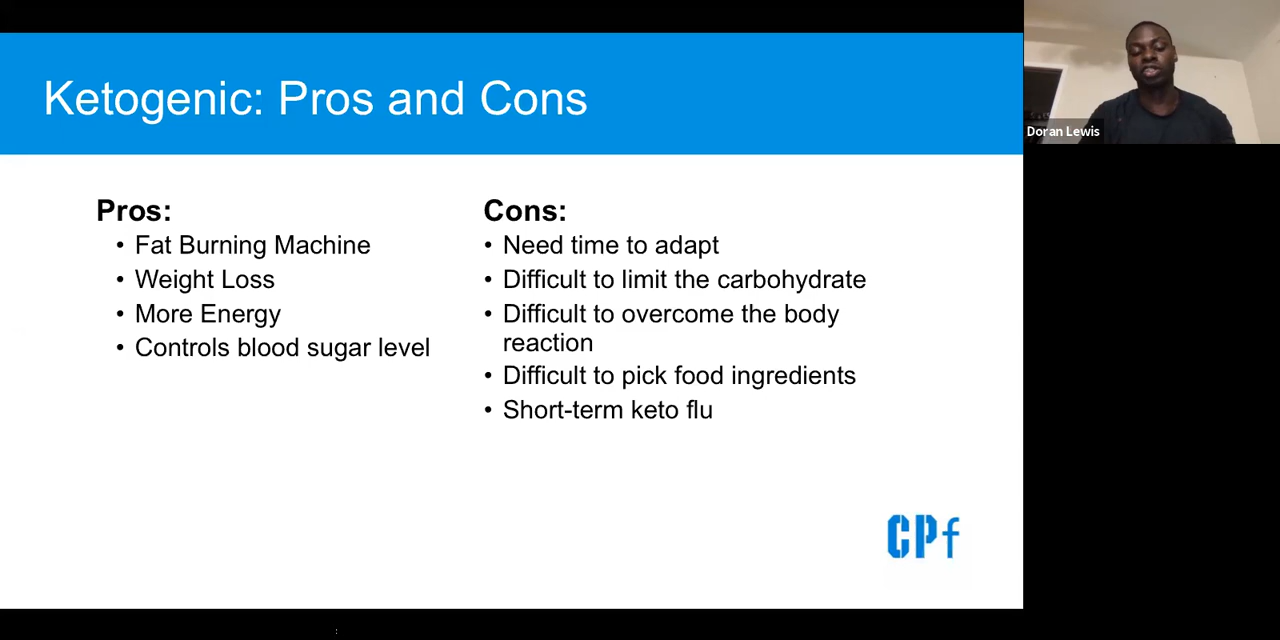 Ketogenic: Pros and Cons
Doran Lewis
Pros:
• Fat Burning Machine
• Weight Loss
• More Energy
• Controls blood sugar level
Cons:
• Need time to adapt
• Difficult to limit the carbohydrate
• Difficult to overcome the body
reaction
• Difficult to pick food ingredients
• Short-term keto flu
CPf